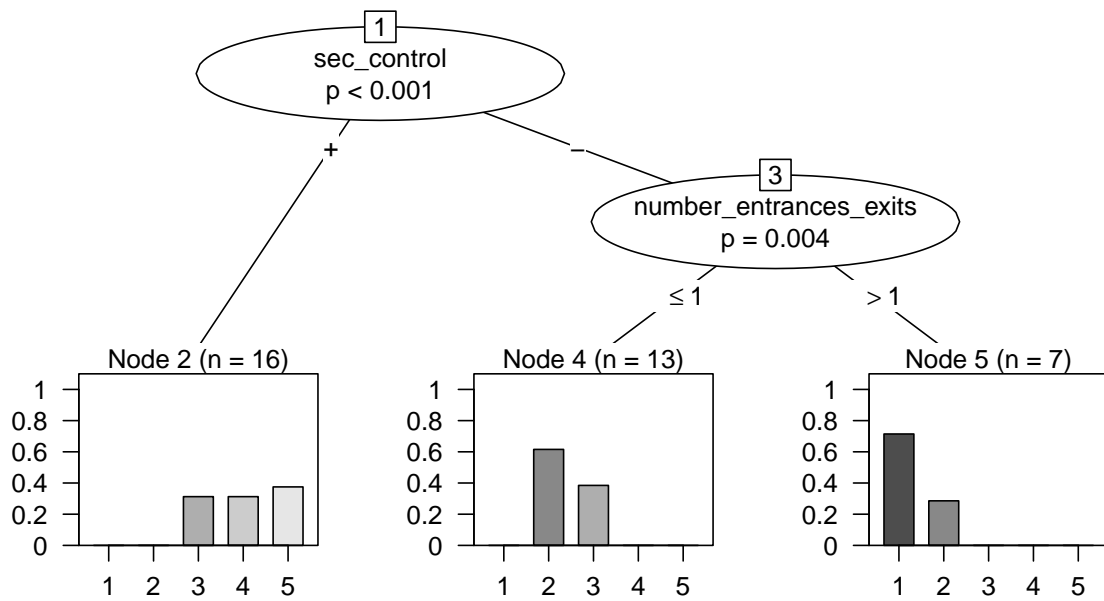 1
sec_control
p < 0.001
+
−
3
number_entrances_exits
p = 0.004
≤ 1
> 1
Node 2 (n = 16)
1
0.8
0.6
0.4
0.2
0
1 2 3 4 5
Node 4 (n = 13)
1
0.8
0.6
0.4
0.2
0
1 2 3 4 5
Node 5 (n = 7)
1
0.8
0.6
0.4
0.2
0
1 2 3 4 5